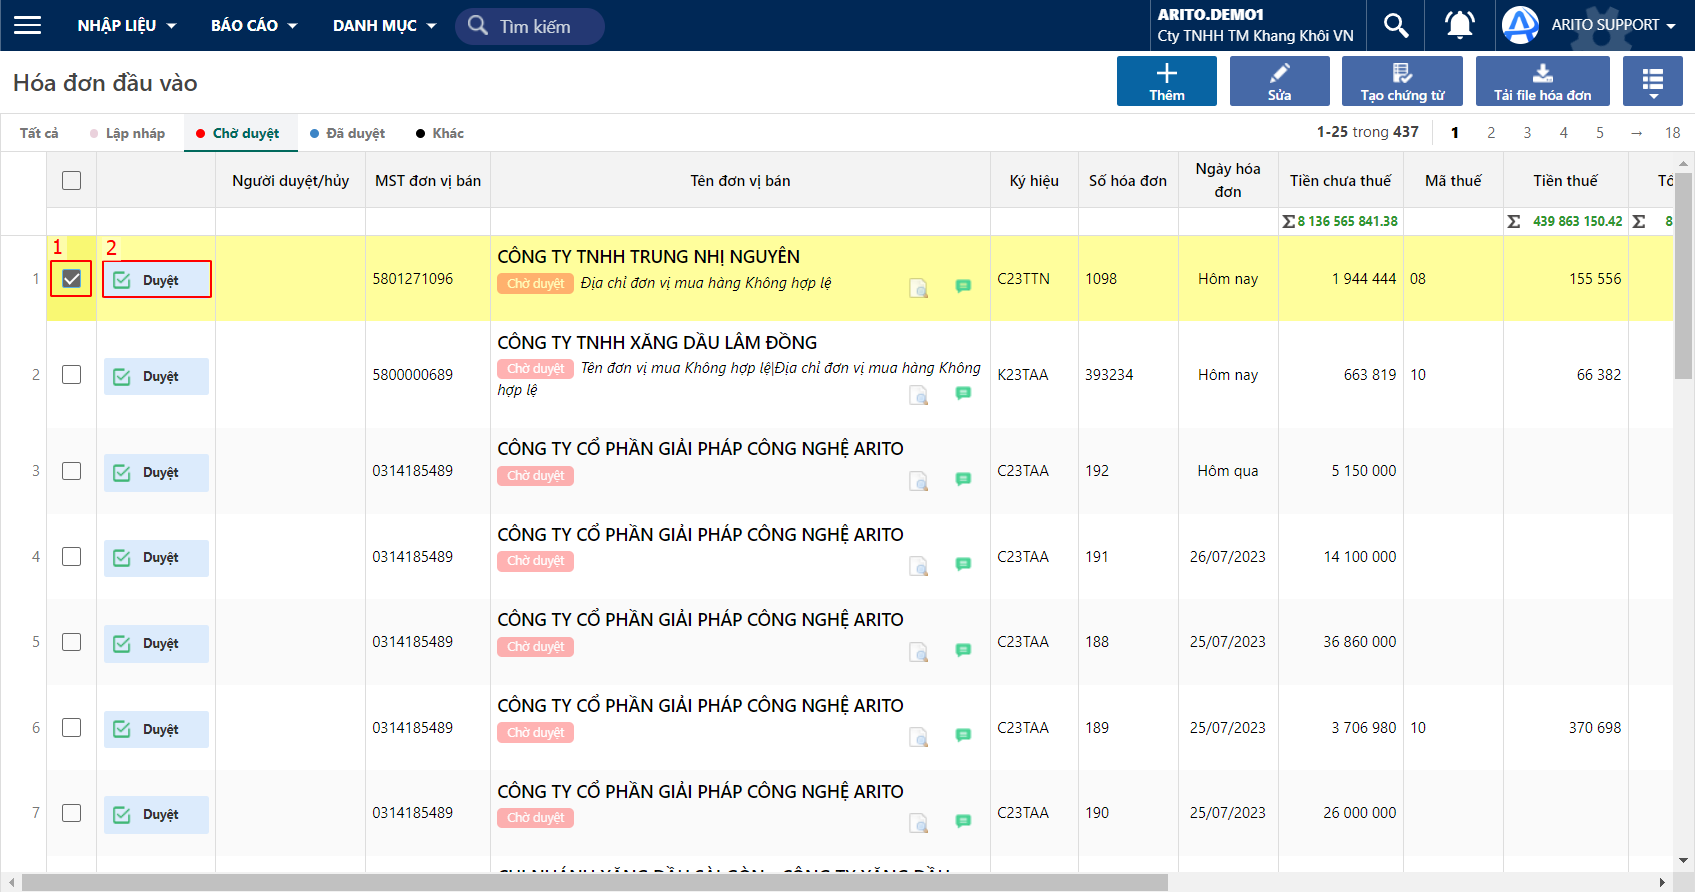 NHẬP LIỆU BÁO CÁO DANH MỤC Tìm kiếm
ARITO.DEMO1
Cty TNHH TM Khang Khôi VN
ARITO SUPPORT
Hóa đơn đầu vào
Thêm Sửa Tạo chứng từ Tải file hóa đơn
Tất cả Lập nháp Chờ duyệt Đã duyệt Khác
1-25 trong 437 1 2 3 4 5 → 18
Người duyệt/hủy MST đơn vị bán Tên đơn vị bán Ký hiệu Số hóa đơn Ngày hóa đơn Tiền chưa thuế Mã thuế Tiền thuế
Σ 8 136 565 841.38 Σ 439 863 150.42 Σ 8
1 2
1 Duyệt 5801271096 CÔNG TY TNHH TRUNG NHỊ NGUYÊN C23TTN 1098 Hôm nay 1 944 444 08 155 556
Chờ duyệt Địa chỉ đơn vị mua hàng Không hợp lệ
2 Duyệt 5800000689 CÔNG TY TNHH XĂNG DẦU LÂM ĐỒNG K23TAA 393234 Hôm nay 663 819 10 66 382
Chờ duyệt Tên đơn vị mua Không hợp lệ|Địa chỉ đơn vị mua hàng Không
hợp lệ
3 Duyệt 0314185489 CÔNG TY CỔ PHẦN GIẢI PHÁP CÔNG NGHỆ ARITO C23TAA 192 Hôm qua 5 150 000
Chờ duyệt
4 Duyệt 0314185489 CÔNG TY CỔ PHẦN GIẢI PHÁP CÔNG NGHỆ ARITO C23TAA 191 26/07/2023 14 100 000
Chờ duyệt
5 Duyệt 0314185489 CÔNG TY CỔ PHẦN GIẢI PHÁP CÔNG NGHỆ ARITO C23TAA 188 25/07/2023 36 860 000
Chờ duyệt
6 Duyệt 0314185489 CÔNG TY CỔ PHẦN GIẢI PHÁP CÔNG NGHỆ ARITO C23TAA 189 25/07/2023 3 706 980 10 370 698
Chờ duyệt
7 Duyệt 0314185489 CÔNG TY CỔ PHẦN GIẢI PHÁP CÔNG NGHỆ ARITO C23TAA 190 25/07/2023 26 000 000
Chờ duyệt